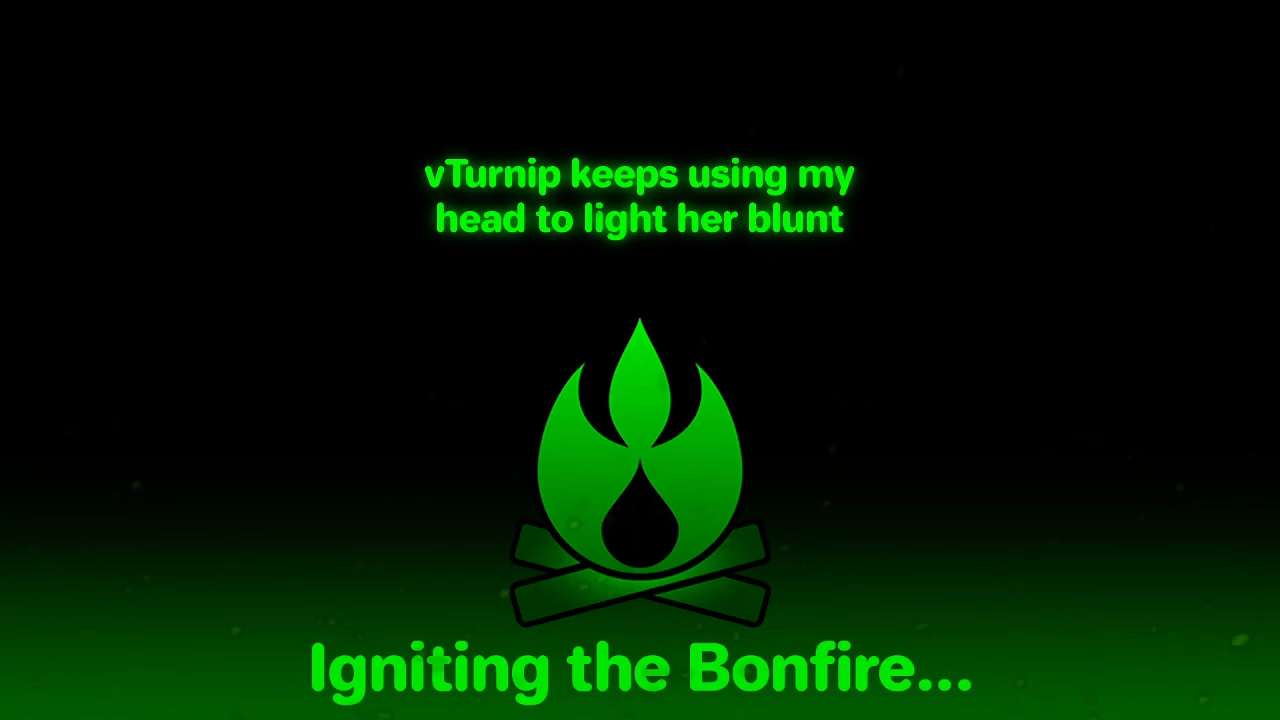 vTurnip keeps using my
head to light her blunt
Igniting the Bonfire...